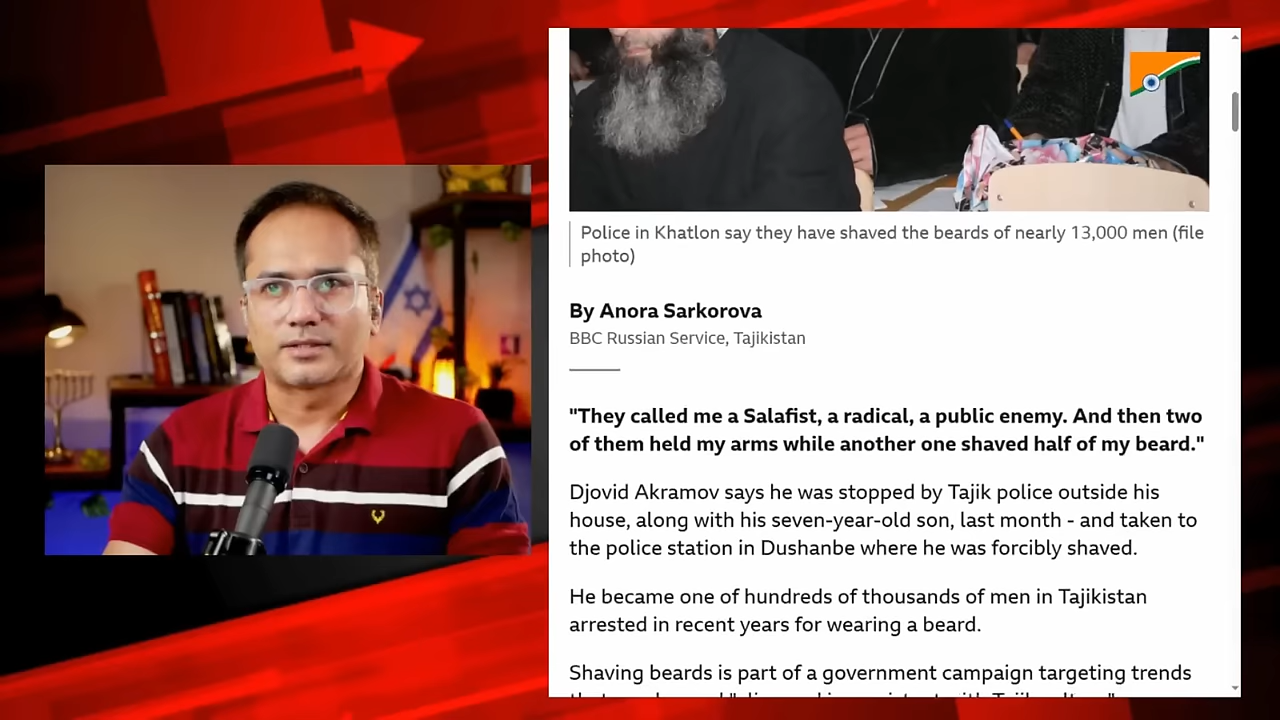 Police in Khatlon say they have shaved the beards of nearly 13,000 men (file
photo)
By Anora Sarkorova
BBC Russian Service, Tajikistan
"They called me a Salafist, a radical, a public enemy. And then two
of them held my arms while another one shaved half of my beard."
Djovid Akramov says he was stopped by Tajik police outside his
house, along with his seven-year-old son, last month - and taken to
the police station in Dushanbe where he was forcibly shaved.
He became one of hundreds of thousands of men in Tajikistan
arrested in recent years for wearing a beard.
Shaving beards is part of a government campaign targeting trends